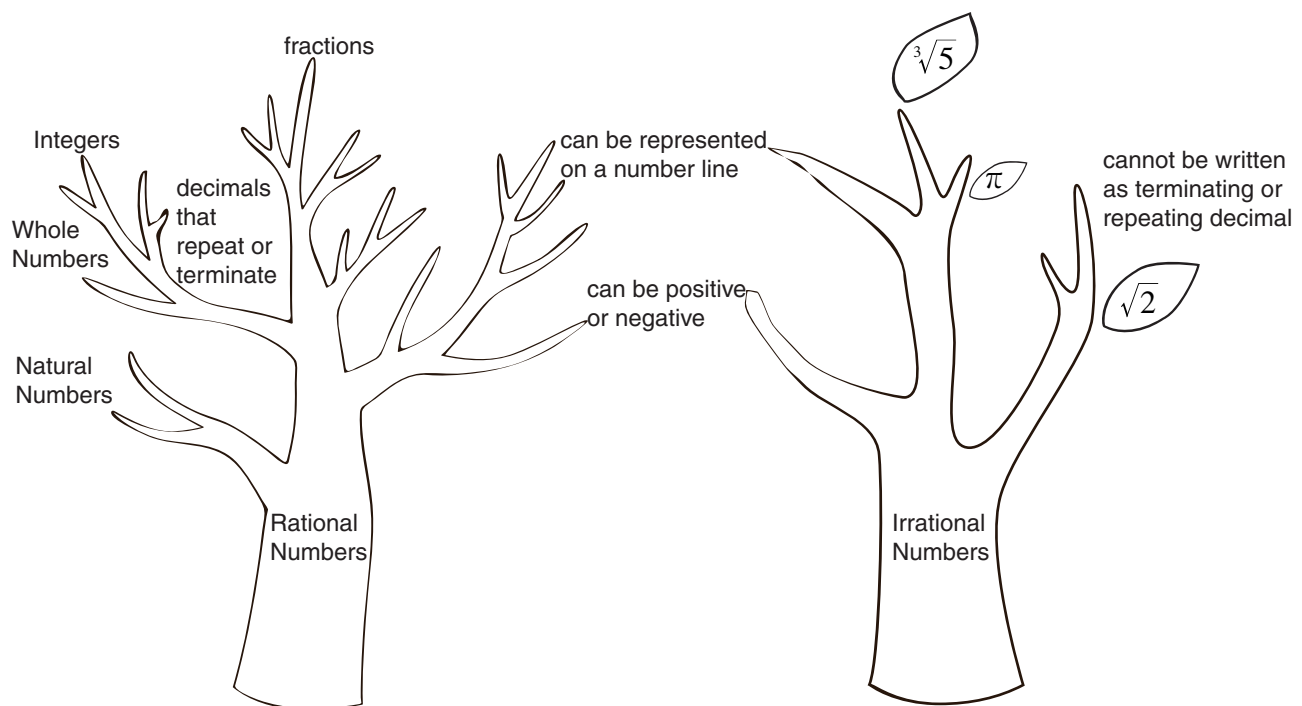 fractions
Integers
decimals
that
repeat or
terminate
Whole
Numbers
Natural
Numbers
Rational
Numbers
can be represented
on a number line
can be positive
or negative
∛5
π
cannot be written
as terminating or
repeating decimal
√2
Irrational
Numbers